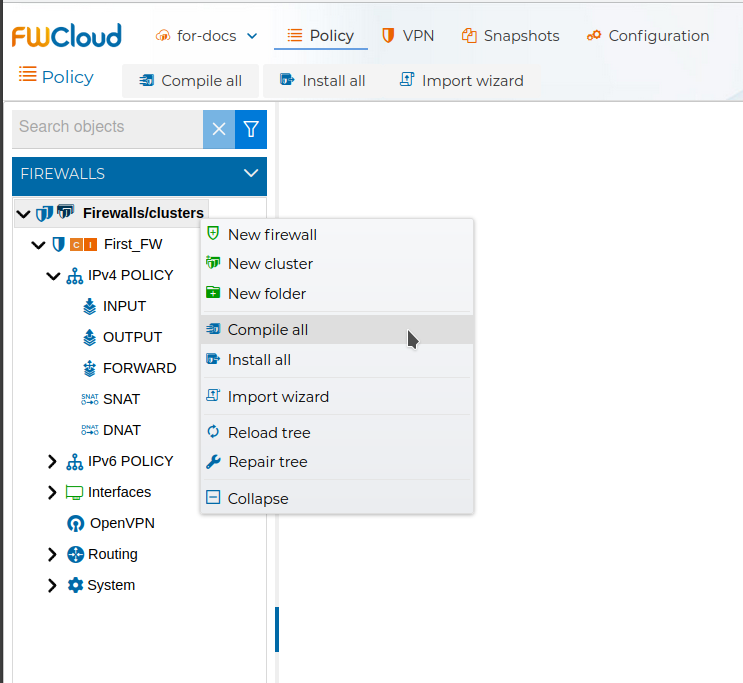 FWCloud for-docs Policy VPN Snapshots Configuration
Policy Compile all Install all Import wizard
Search objects
FIREWALLS
Firewalls/clusters
New firewall
C I First_FW
New cluster
IPv4 POLICY
New folder
INPUT
Compile all
OUTPUT
Install all
FORWARD
Import wizard
SNAT SNAT
DNAT DNAT
Reload tree
IPv6 POLICY
Repair tree
Interfaces
Collapse
OpenVPN
Routing
System